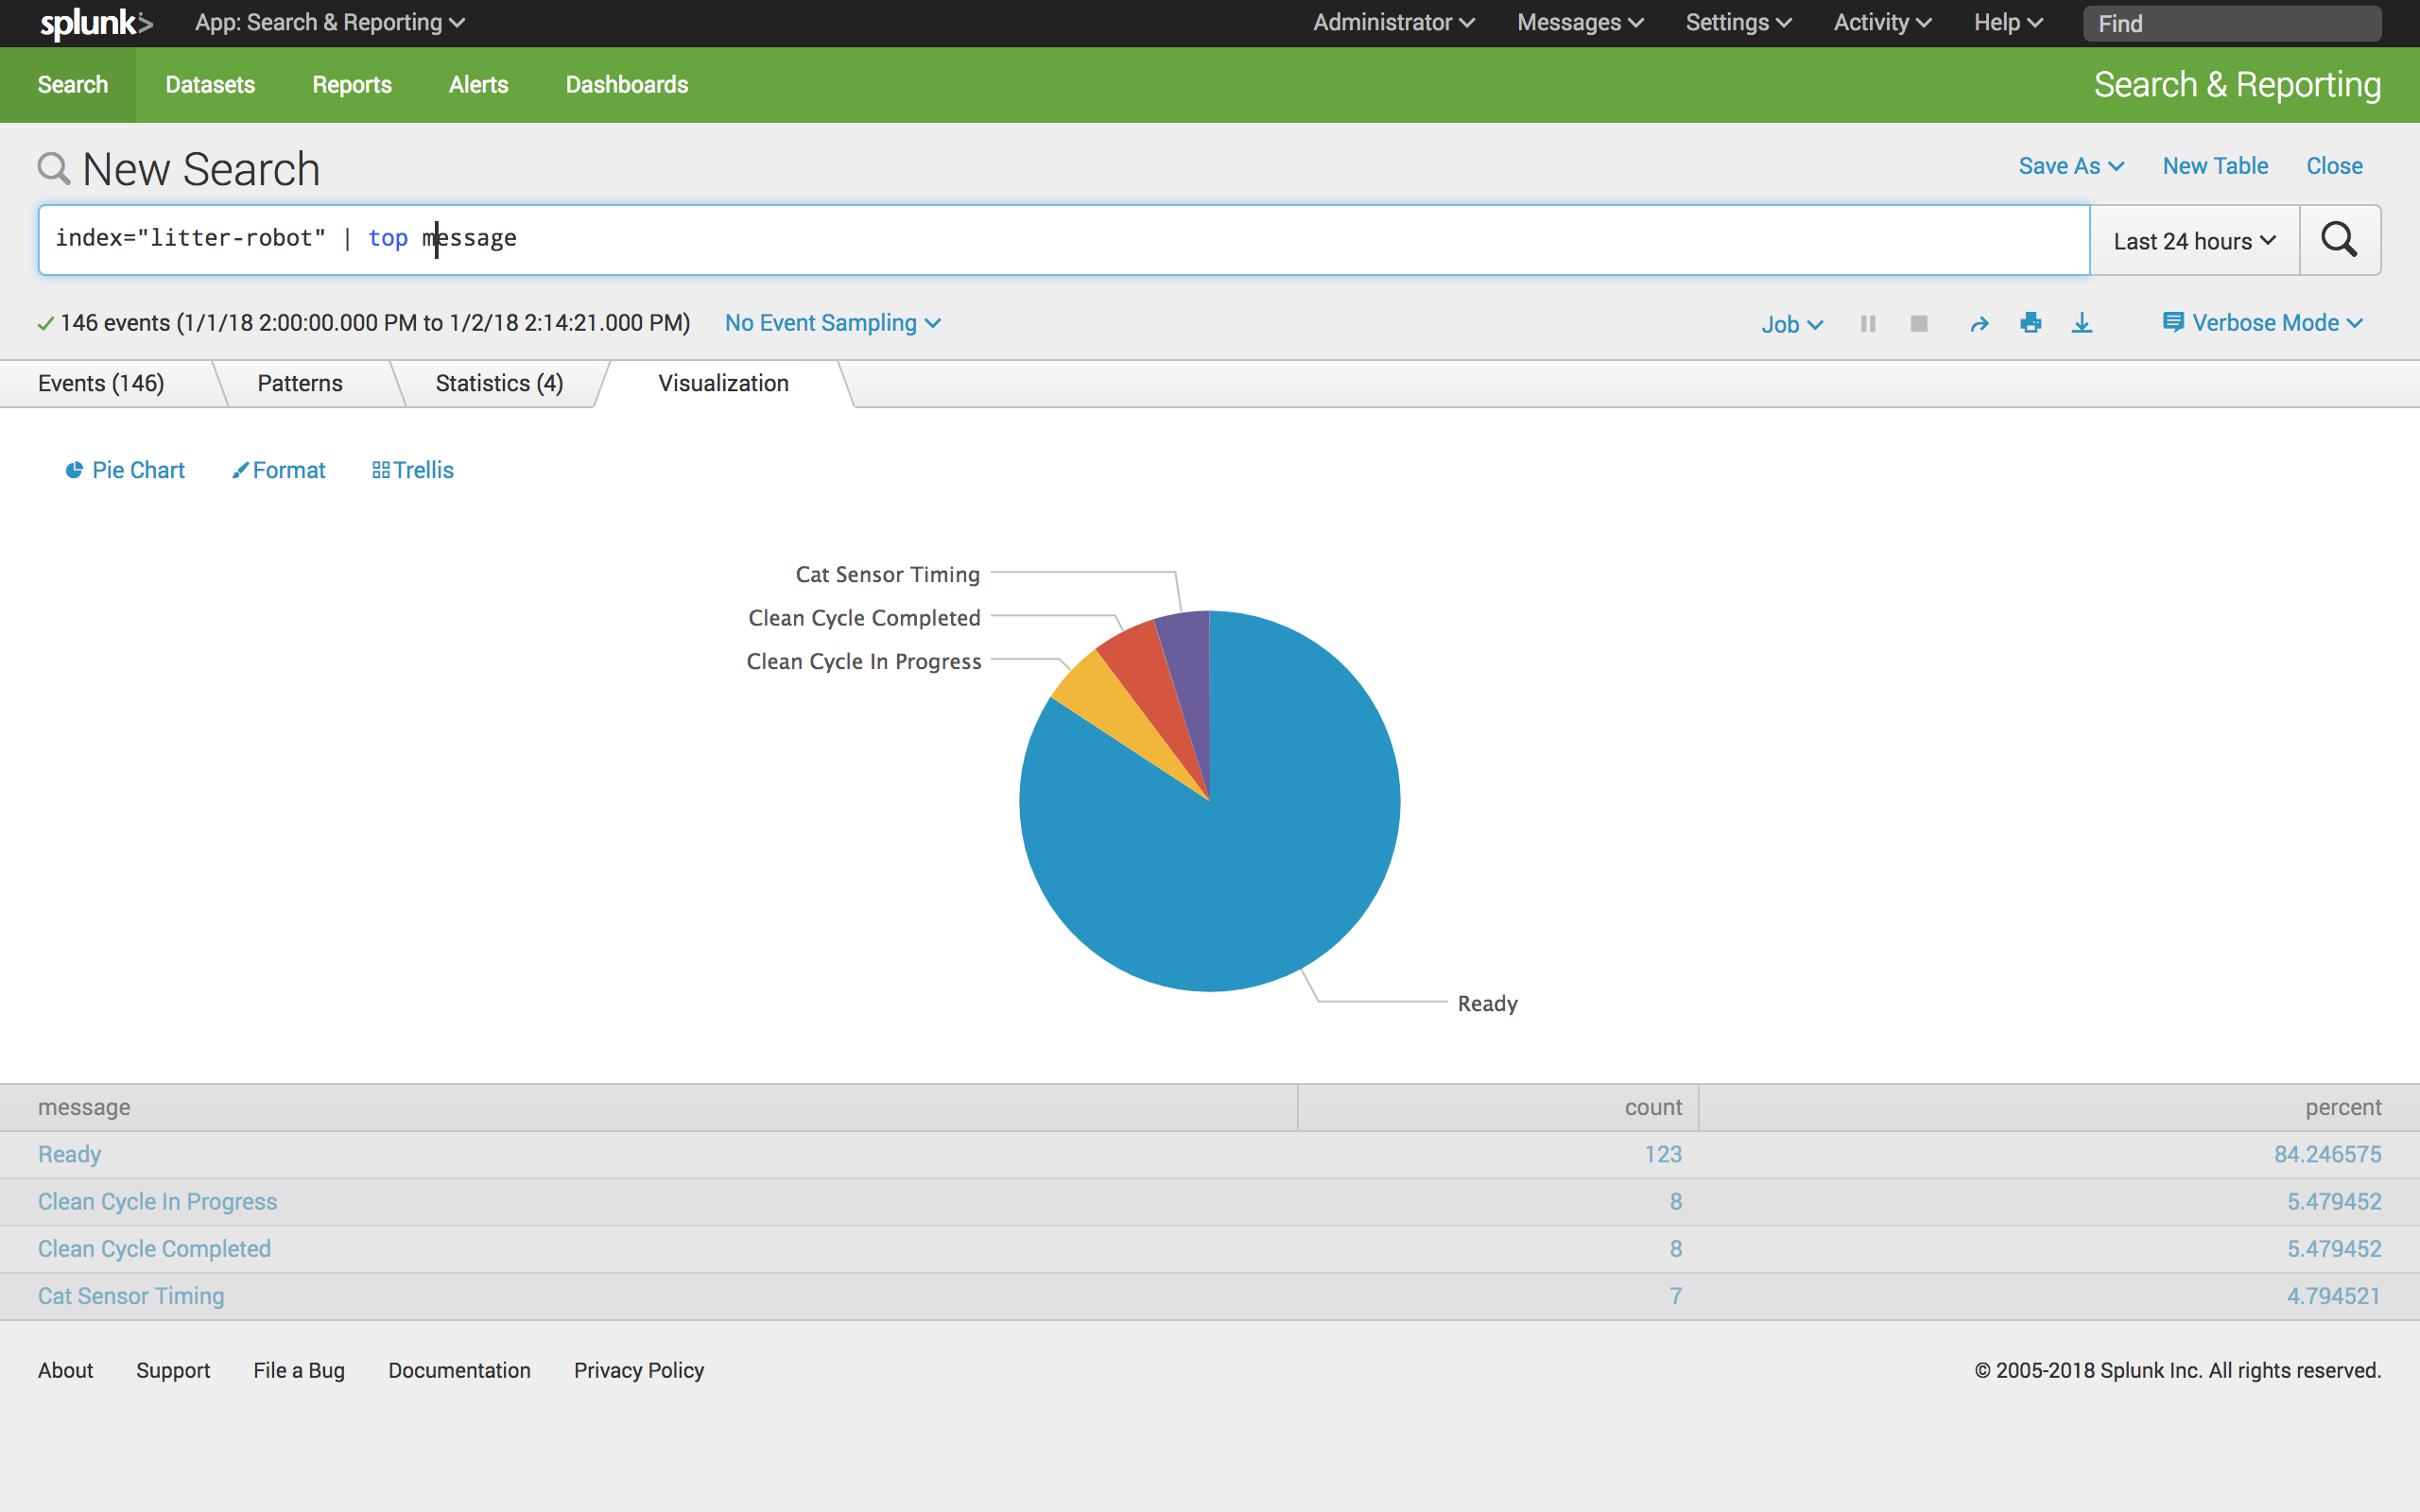 splunk> App: Search & Reporting Administrator Messages Settings Activity Help Find
Search Datasets Reports Alerts Dashboards Search & Reporting
New Search Save As New Table Close
index="litter-robot" | top message Last 24 hours
146 events (1/1/18 2:00:00.000 PM to 1/2/18 2:14:21.000 PM) No Event Sampling Job Verbose Mode
Events (146) Patterns Statistics (4) Visualization
Pie Chart Format Trellis
Cat Sensor Timing
Clean Cycle Completed
Clean Cycle In Progress
Ready
message count percent
Ready 123 84.246575
Clean Cycle In Progress 8 5.479452
Clean Cycle Completed 8 5.479452
Cat Sensor Timing 7 4.794521
About Support File a Bug Documentation Privacy Policy © 2005-2018 Splunk Inc. All rights reserved.